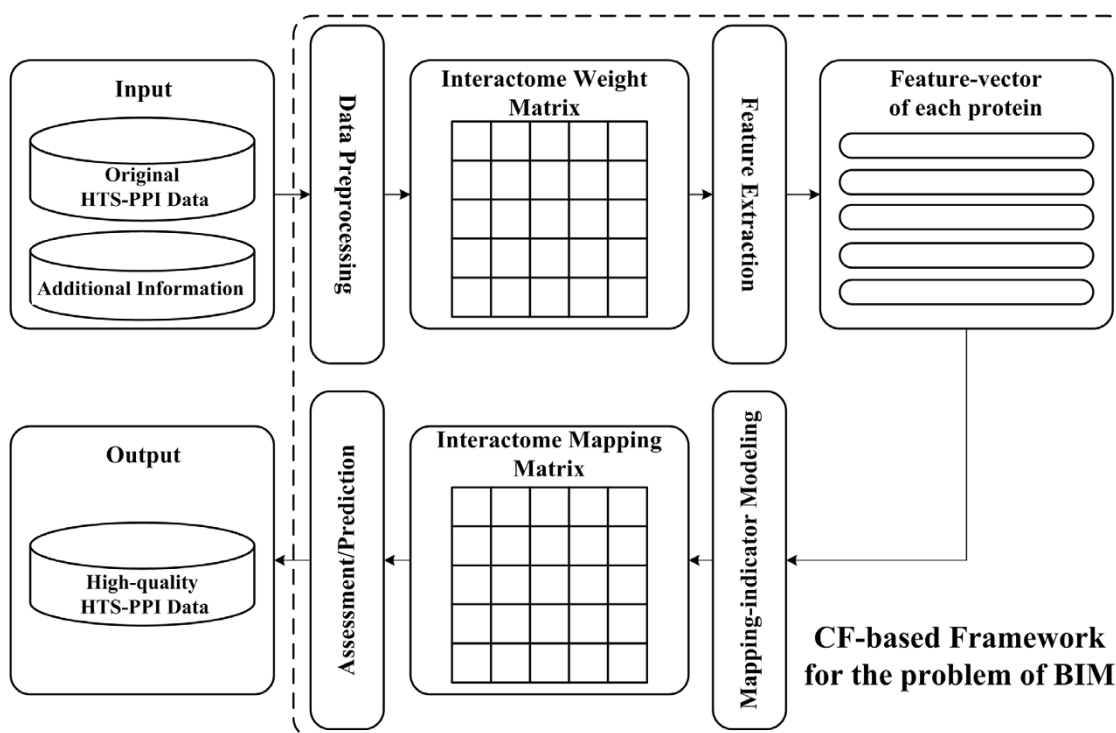 Input
Original
HTS-PPI Data
Additional Information
Data Preprocessing
Interactome Weight
Matrix
Feature Extraction
Feature-vector
of each protein
Mapping-indicator Modeling
Interactome Mapping
Matrix
Assessment/Prediction
Output
High-quality
HTS-PPI Data
CF-based Framework
for the problem of BIM